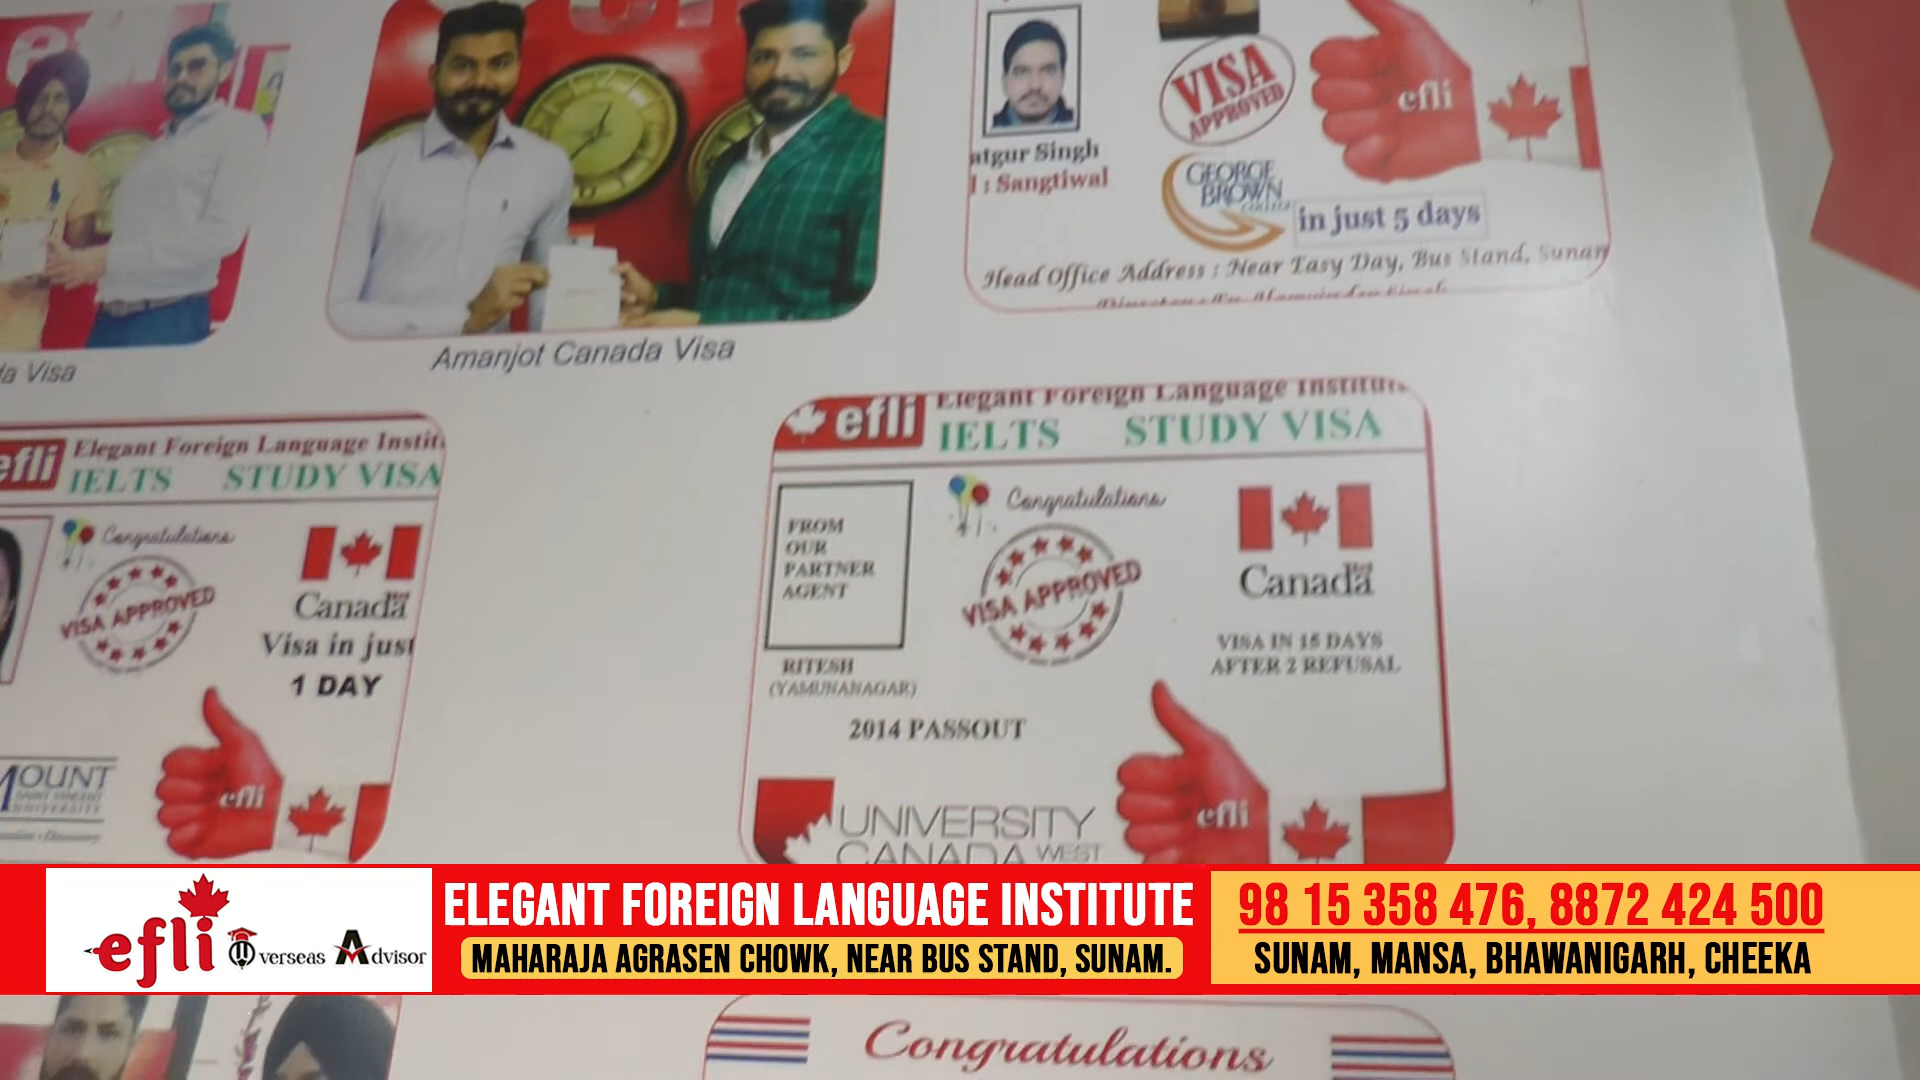 efli
VISA
APPROVED
efli
atgur Singh
: Sangtiwal
GEORGE
BROWN
COLLEGE
in just 5 days
Head Office Address : Near Easy Day, Bus Stand, Sunam
a Visa
Amanjot Canada Visa
efli
Elegant Foreign Language Instit
IELTS STUDY VISA
Congratulations
VISA APPROVED
Canada
Visa in just
1 DAY
MOUNT
SAINT VINCENT
UNIVERSITY
efli
efli
Elegant Foreign Language Institute
IELTS STUDY VISA
FROM
OUR
PARTNER
AGENT
Congratulations
VISA APPROVED
Canada
RITESH
(YAMUNANAGAR)
VISA IN 15 DAYS
AFTER 2 REFUSAL
2014 PASSOUT
UNIVERSITY
CANADA WEST
efli
efli Overseas Advisor
ELEGANT FOREIGN LANGUAGE INSTITUTE
MAHARAJA AGRASEN CHOWK, NEAR BUS STAND, SUNAM.
98 15 358 476, 8872 424 500
SUNAM, MANSA, BHAWANIGARH, CHEEKA
Congratulations